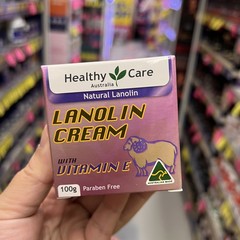 Healthy Care
Australia
Natural Lanolin
LANOLIN
CREAM
WITH
VITAMIN E
100g
Paraben Free